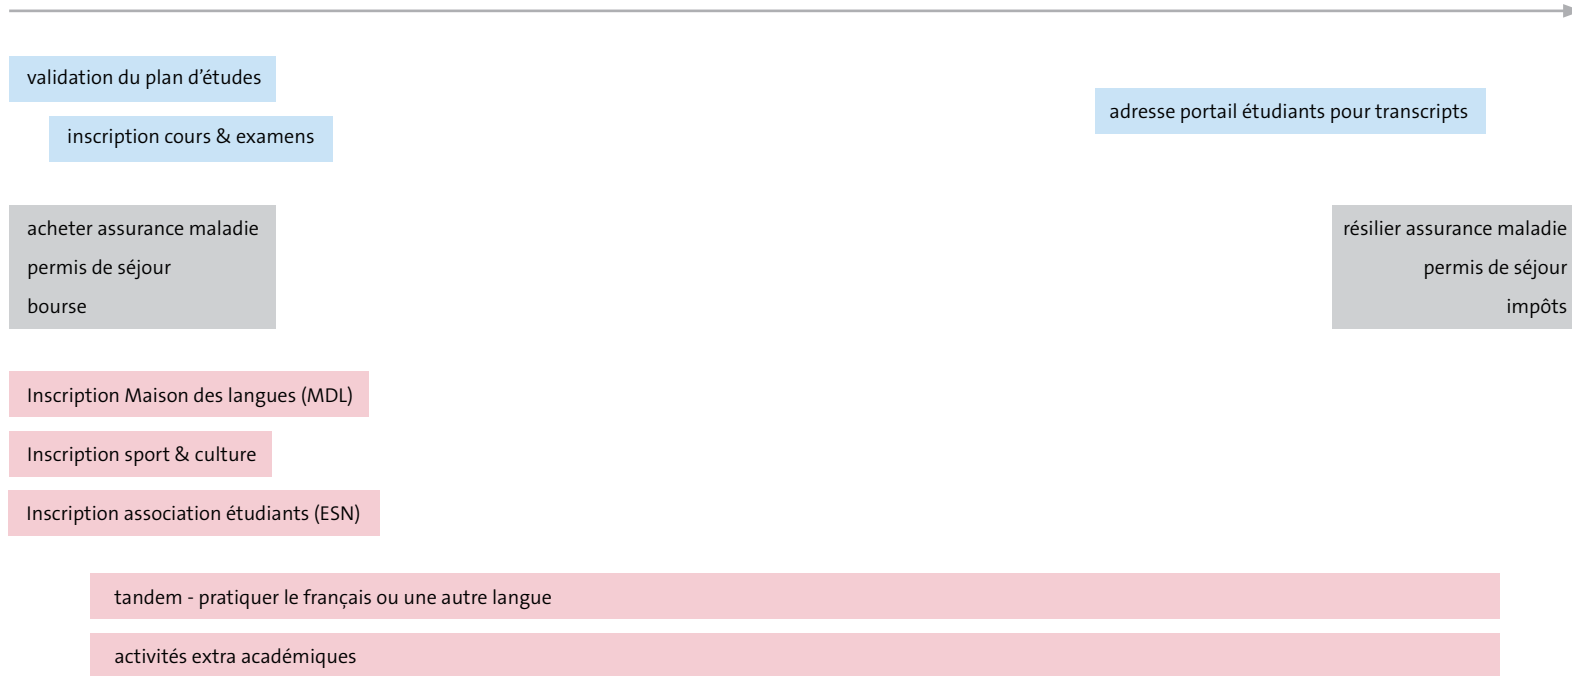 validation du plan d'études
adresse portail étudiants pour transcripts
inscription cours & examens
acheter assurance maladie
permis de séjour
bourse
résilier assurance maladie
permis de séjour
impôts
Inscription Maison des langues (MDL)
Inscription sport & culture
Inscription association étudiants (ESN)
tandem - pratiquer le français ou une autre langue
activités extra académiques